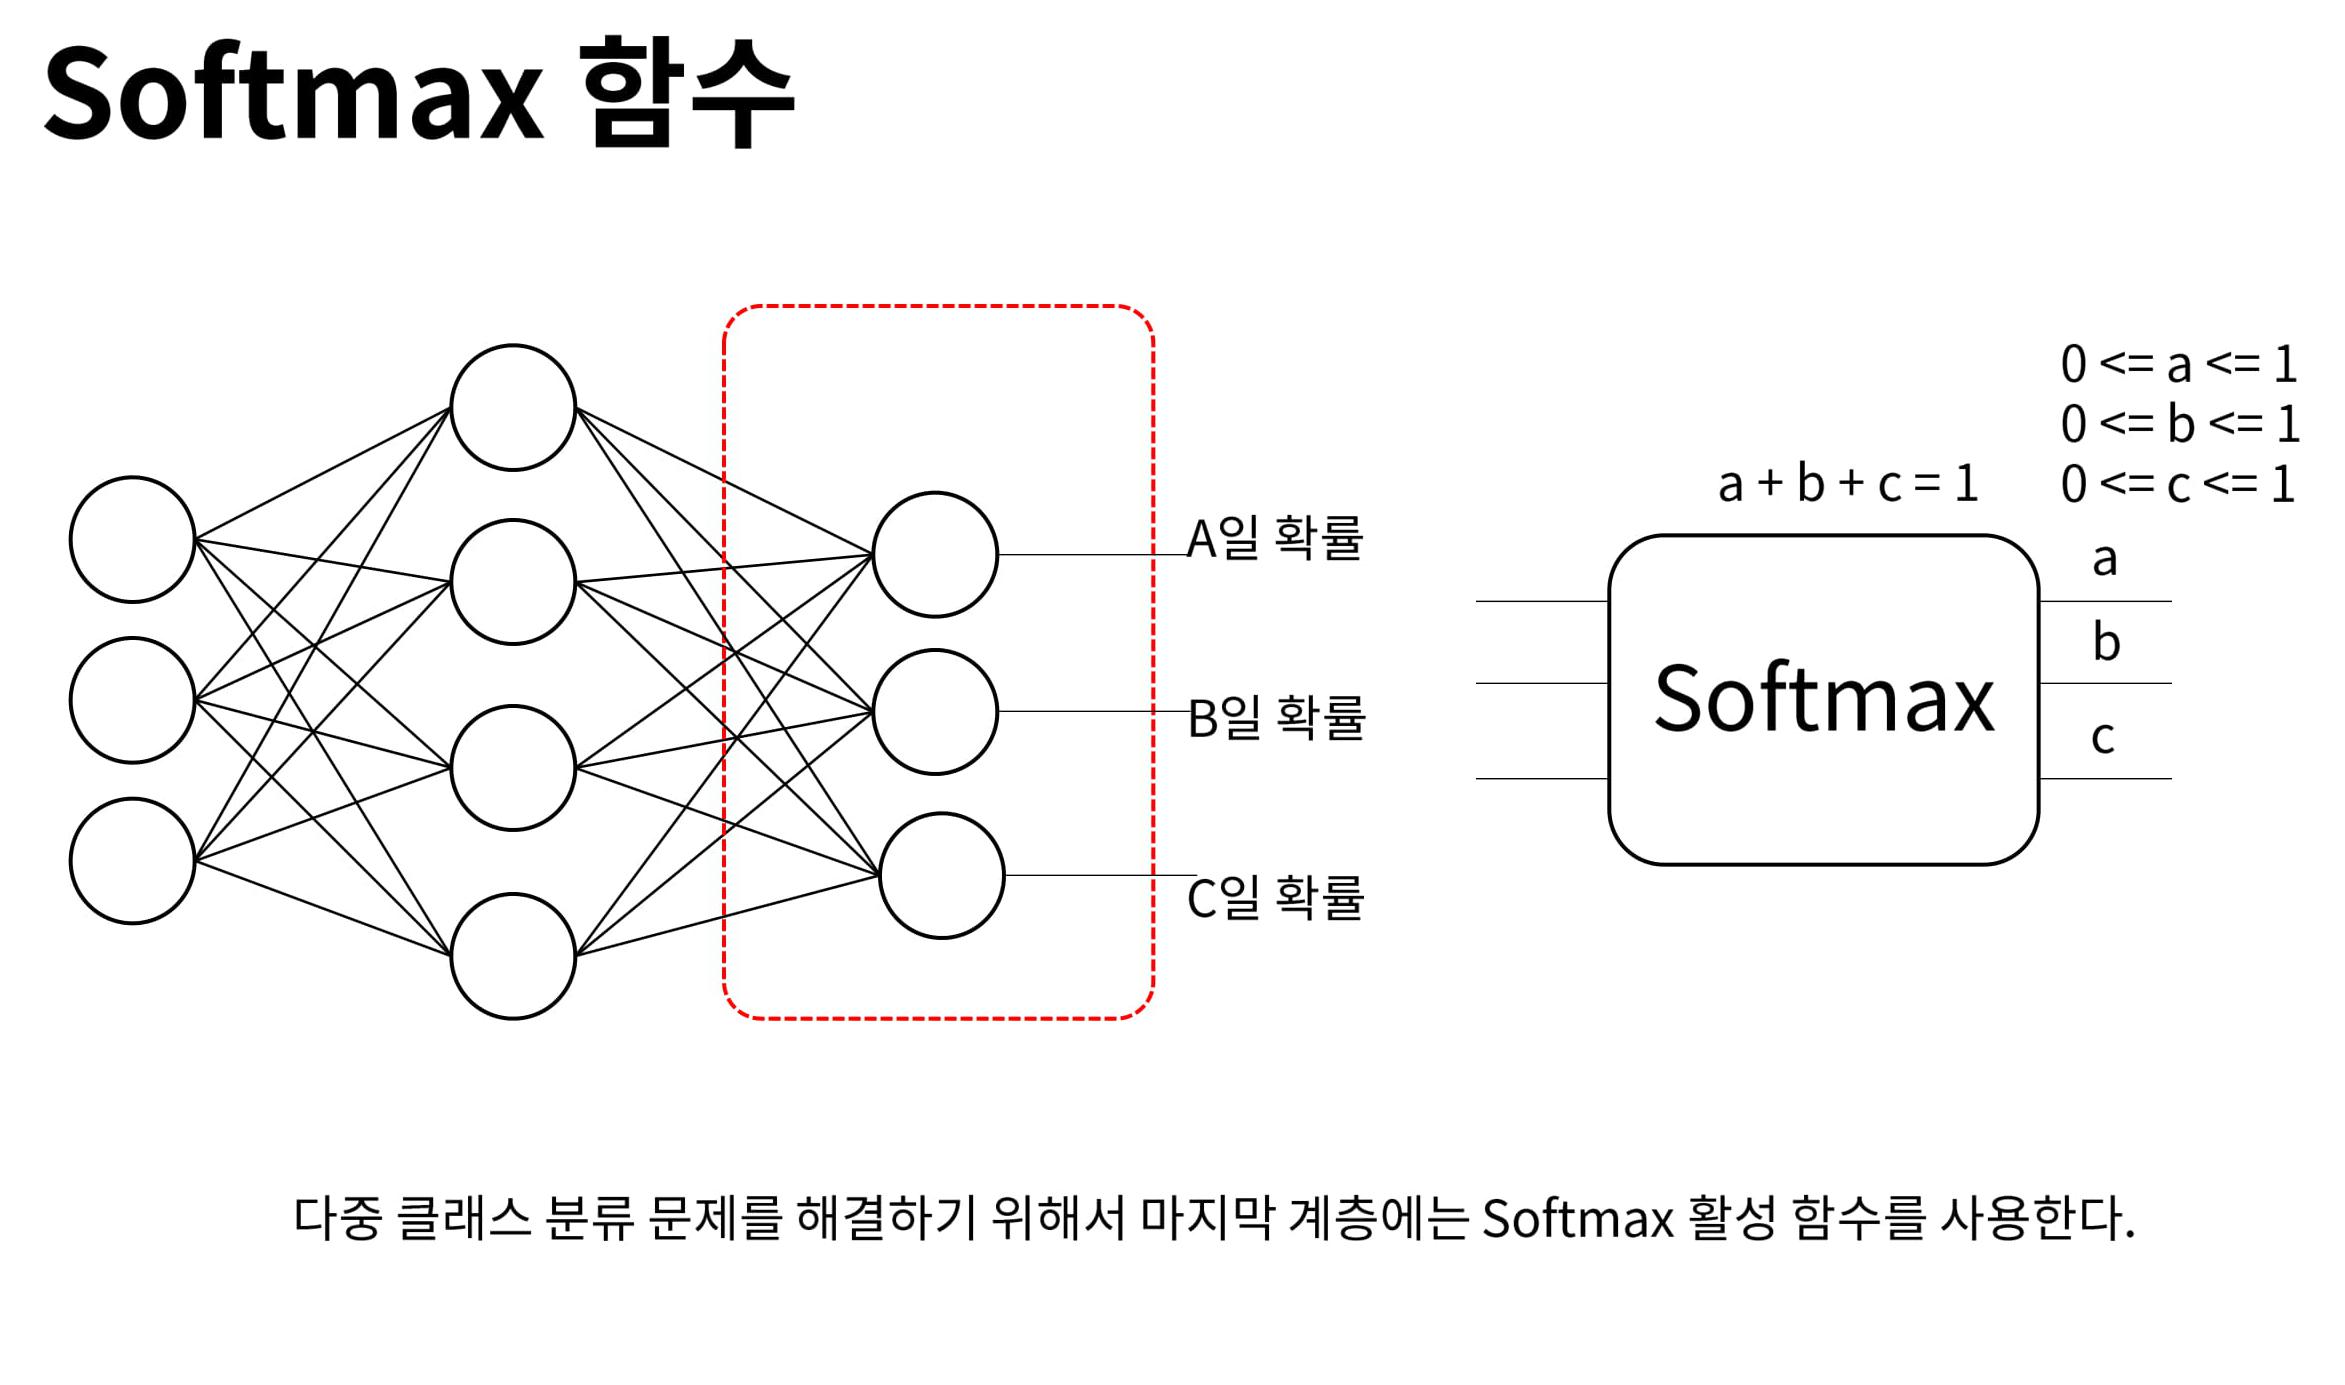 Softmax 함수
A일 확률
B일 확률
C일 확률
0 <= a <= 1
0 <= b <= 1
0 <= c <= 1
a + b + c = 1
Softmax
a
b
c
다중 클래스 분류 문제를 해결하기 위해서 마지막 계층에는 Softmax 활성 함수를 사용한다.